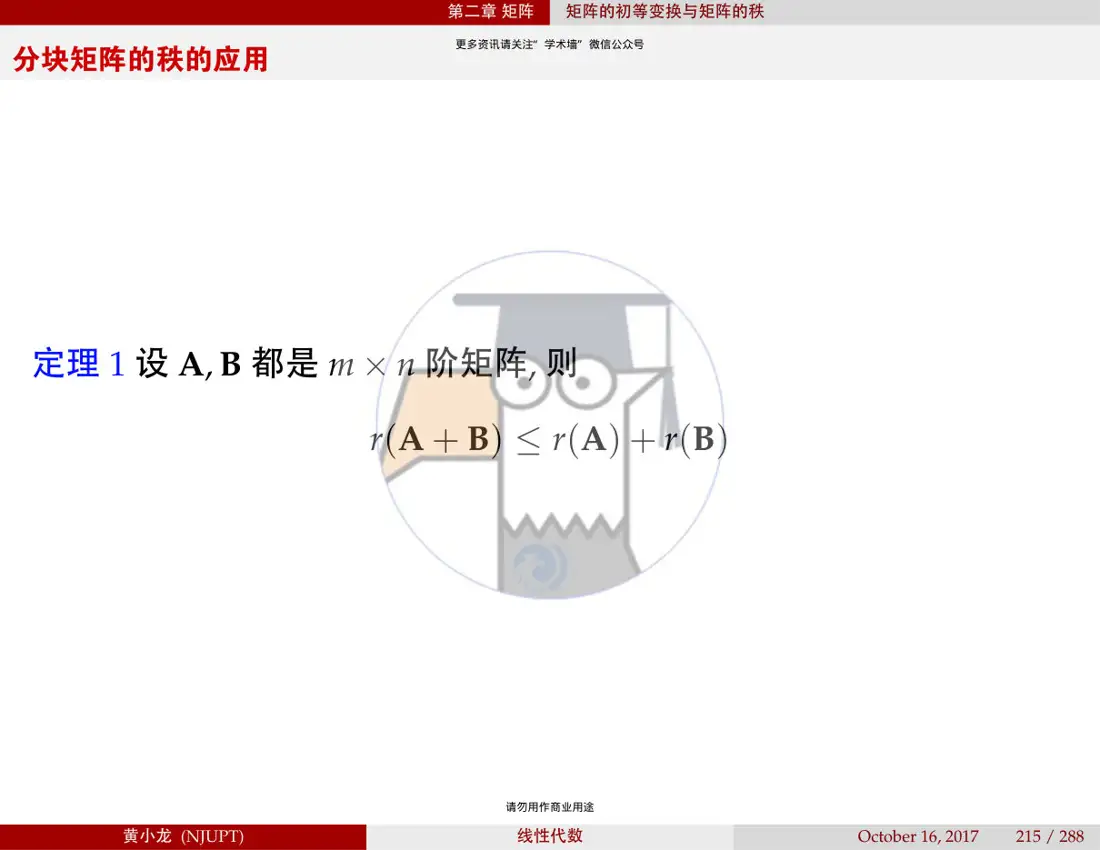 第二章 矩阵 矩阵的初等变换与矩阵的秩
更多资讯请关注“学术墙”微信公众号
分块矩阵的秩的应用
定理 1 设 A, B 都是 m × n 阶矩阵, 则
r(A + B) ≤ r(A) + r(B)
请勿用作商业用途
黄小龙 (NJUPT) 线性代数 October 16, 2017 215 / 288